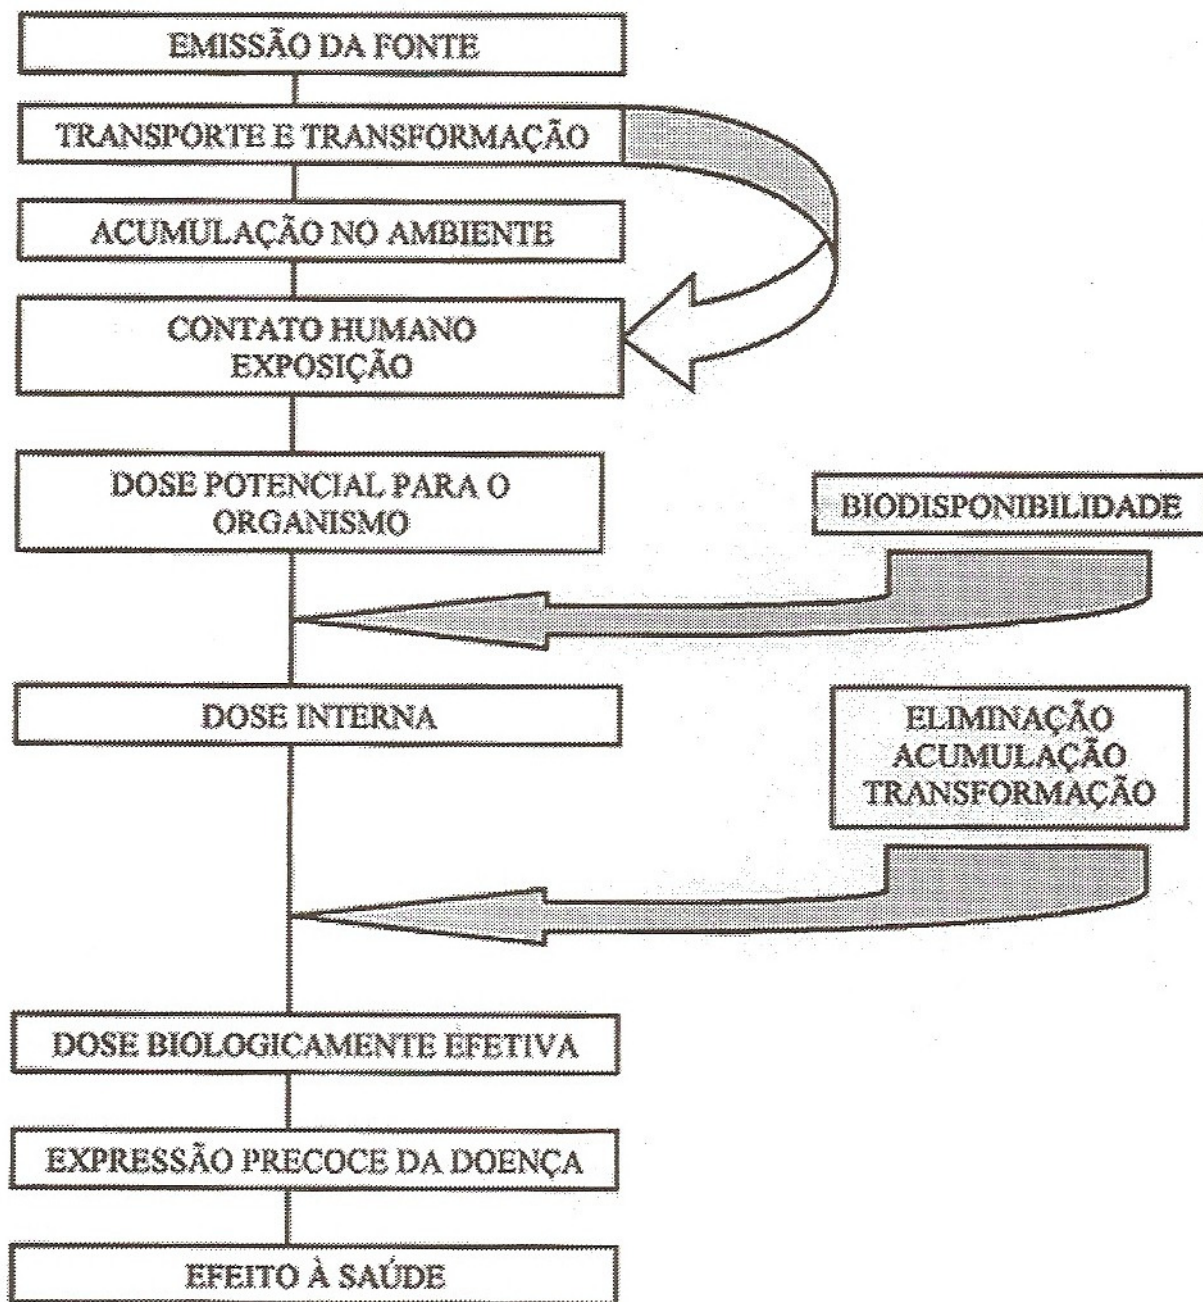 EMISSÃO DA FONTE
TRANSPORTE E TRANSFORMAÇÃO
ACUMULAÇÃO NO AMBIENTE
CONTATO HUMANO
EXPOSIÇÃO
DOSE POTENCIAL PARA O
ORGANISMO
BIODISPONIBILIDADE
DOSE INTERNA
ELIMINAÇÃO
ACUMULAÇÃO
TRANSFORMAÇÃO
DOSE BIOLOGICAMENTE EFETIVA
EXPRESSÃO PRECOCE DA DOENÇA
EFEITO À SAÚDE